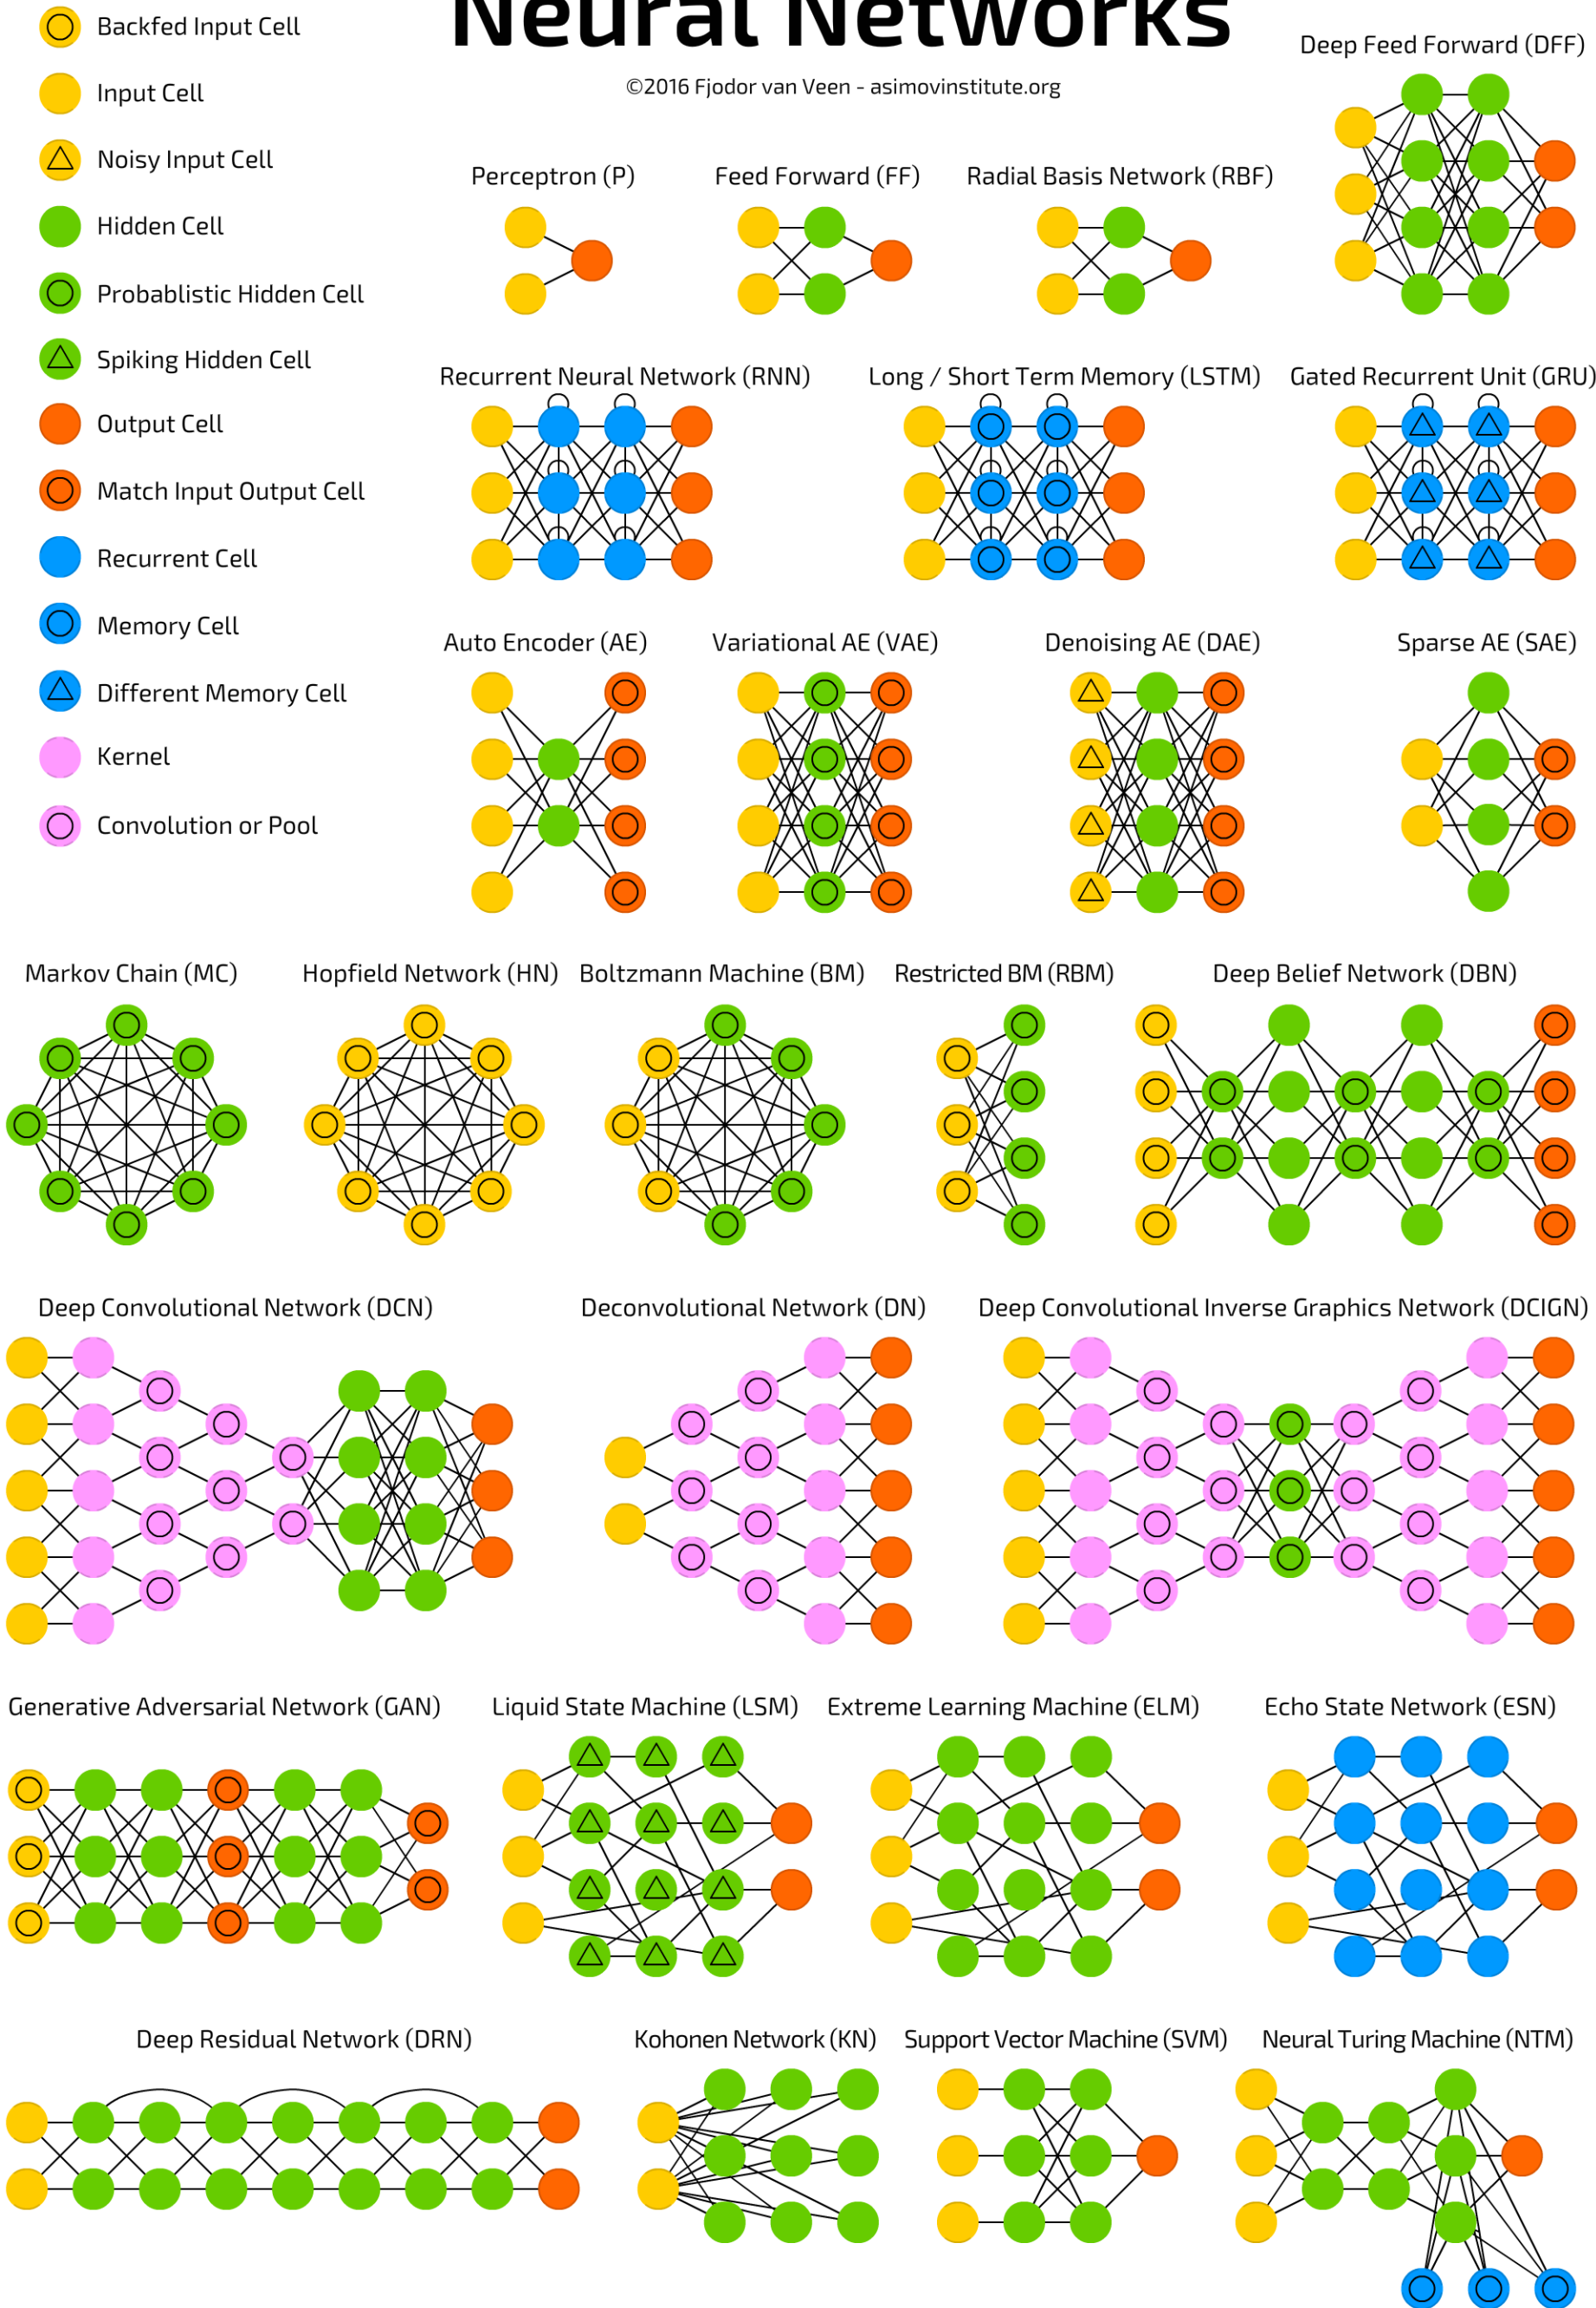 Neural Networks
©2016 Fjodor van Veen - asimovinstitute.org
Backfed Input Cell
Input Cell
Noisy Input Cell
Hidden Cell
Probablistic Hidden Cell
Spiking Hidden Cell
Output Cell
Match Input Output Cell
Recurrent Cell
Memory Cell
Different Memory Cell
Kernel
Convolution or Pool
Deep Feed Forward (DFF)
Perceptron (P)
Feed Forward (FF)
Radial Basis Network (RBF)
Recurrent Neural Network (RNN)
Long / Short Term Memory (LSTM)
Gated Recurrent Unit (GRU)
Auto Encoder (AE)
Variational AE (VAE)
Denoising AE (DAE)
Sparse AE (SAE)
Markov Chain (MC)
Hopfield Network (HN)
Boltzmann Machine (BM)
Restricted BM (RBM)
Deep Belief Network (DBN)
Deep Convolutional Network (DCN)
Deconvolutional Network (DN)
Deep Convolutional Inverse Graphics Network (DCIGN)
Generative Adversarial Network (GAN)
Liquid State Machine (LSM)
Extreme Learning Machine (ELM)
Echo State Network (ESN)
Deep Residual Network (DRN)
Kohonen Network (KN)
Support Vector Machine (SVM)
Neural Turing Machine (NTM)